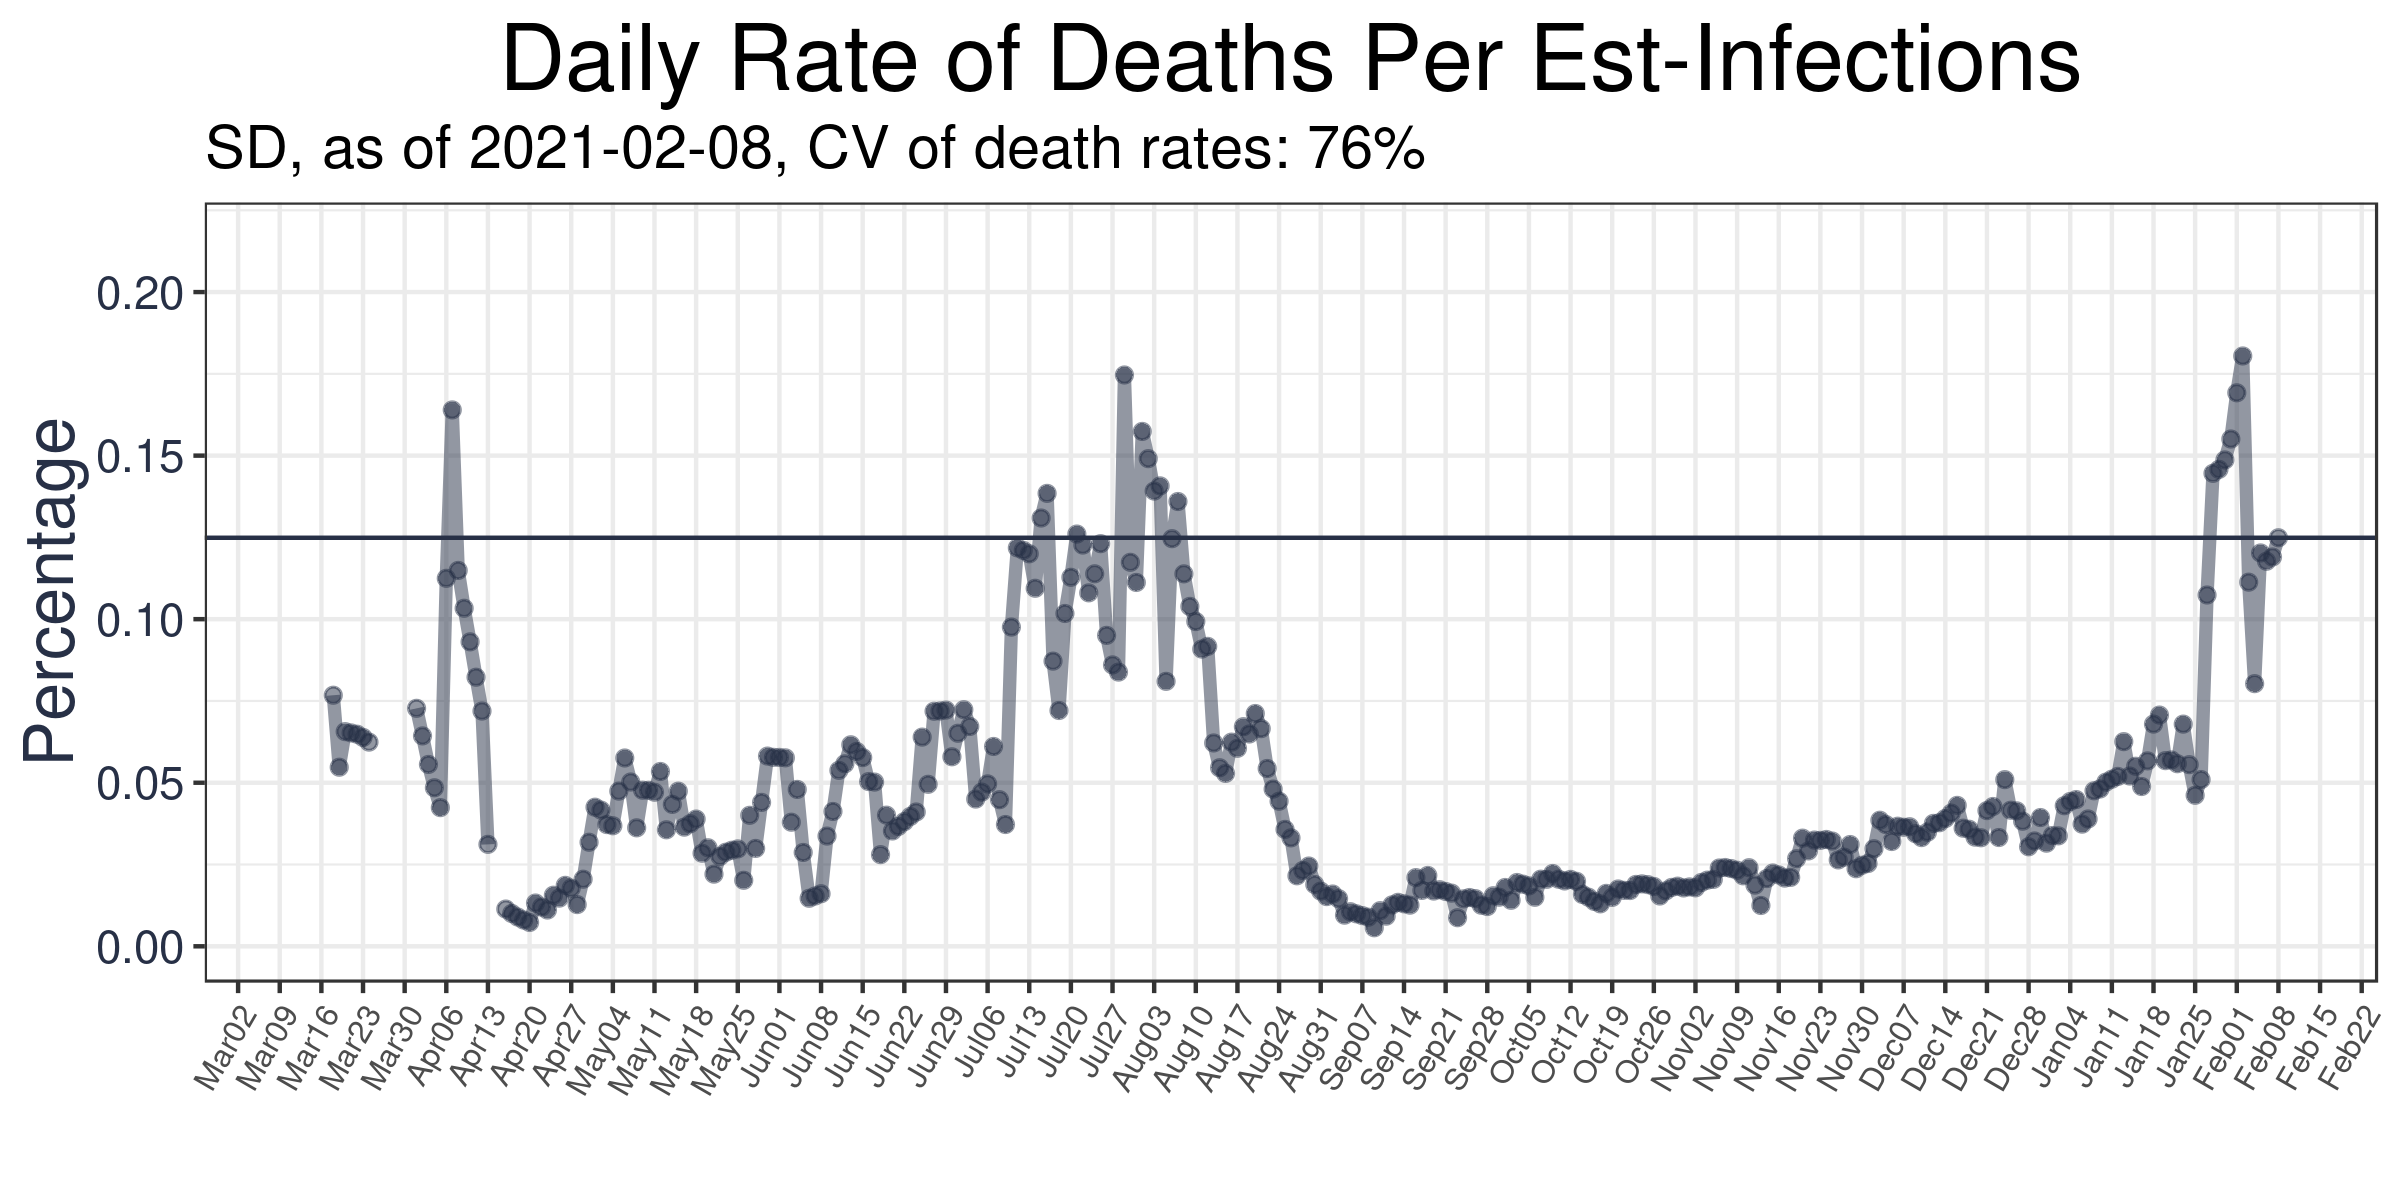 Daily Rate of Deaths Per Est-Infections
SD, as of 2021-02-08, CV of death rates: 76%
Percentage
0.20
0.15
0.10
0.05
0.00
Mar02
Mar09
Mar16
Mar23
Mar30
Apr06
Apr13
Apr20
Apr27
May04
May11
May18
May25
Jun01
Jun08
Jun15
Jun22
Jun29
Jul06
Jul13
Jul20
Jul27
Aug03
Aug10
Aug17
Aug24
Aug31
Sep07
Sep14
Sep21
Sep28
Oct05
Oct12
Oct19
Oct26
Nov02
Nov09
Nov16
Nov23
Nov30
Dec07
Dec14
Dec21
Dec28
Jan04
Jan11
Jan18
Jan25
Feb01
Feb08
Feb15
Feb22